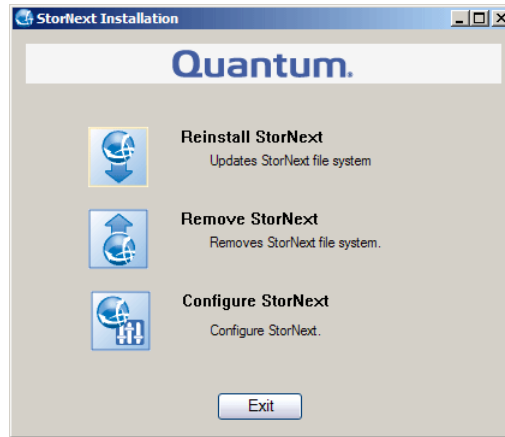 StorNext Installation
Quantum.
Reinstall StorNext
Updates StorNext file system
Remove StorNext
Removes StorNext file system.
Configure StorNext
Configure StorNext.
Exit